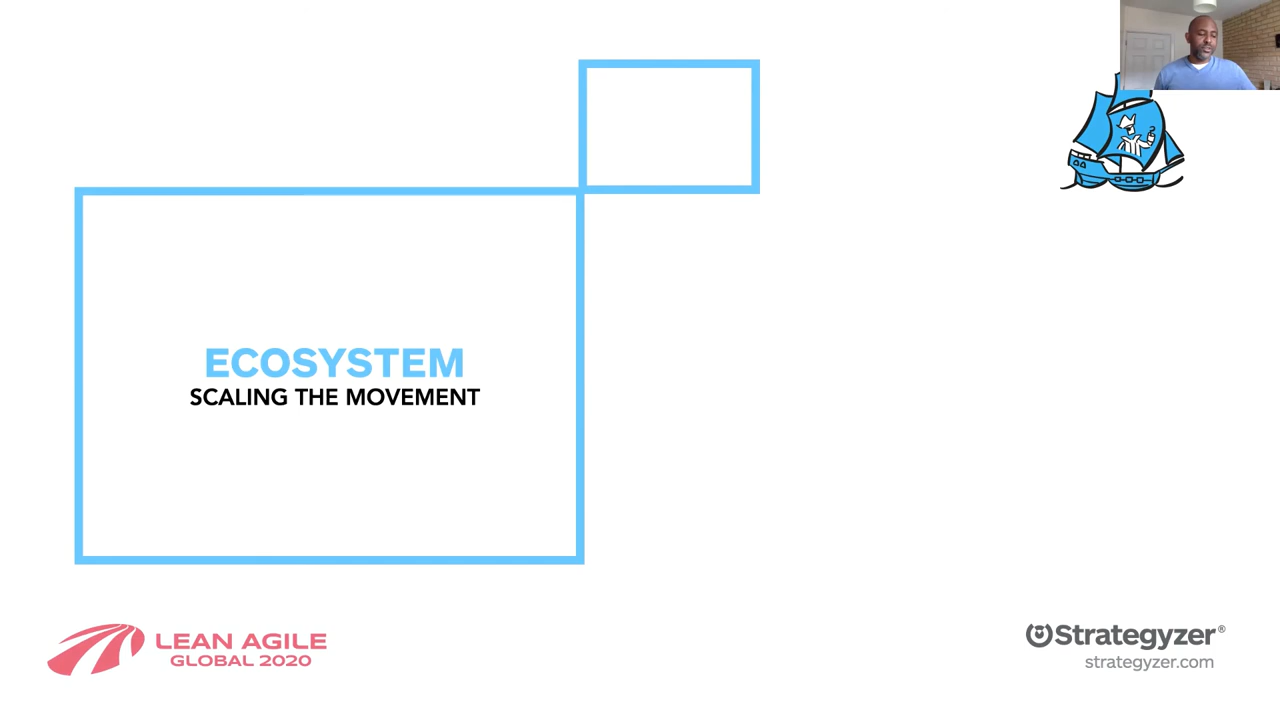 ECOSYSTEM
SCALING THE MOVEMENT
LEAN AGILE
GLOBAL 2020
Strategyzer®
strategyzer.com